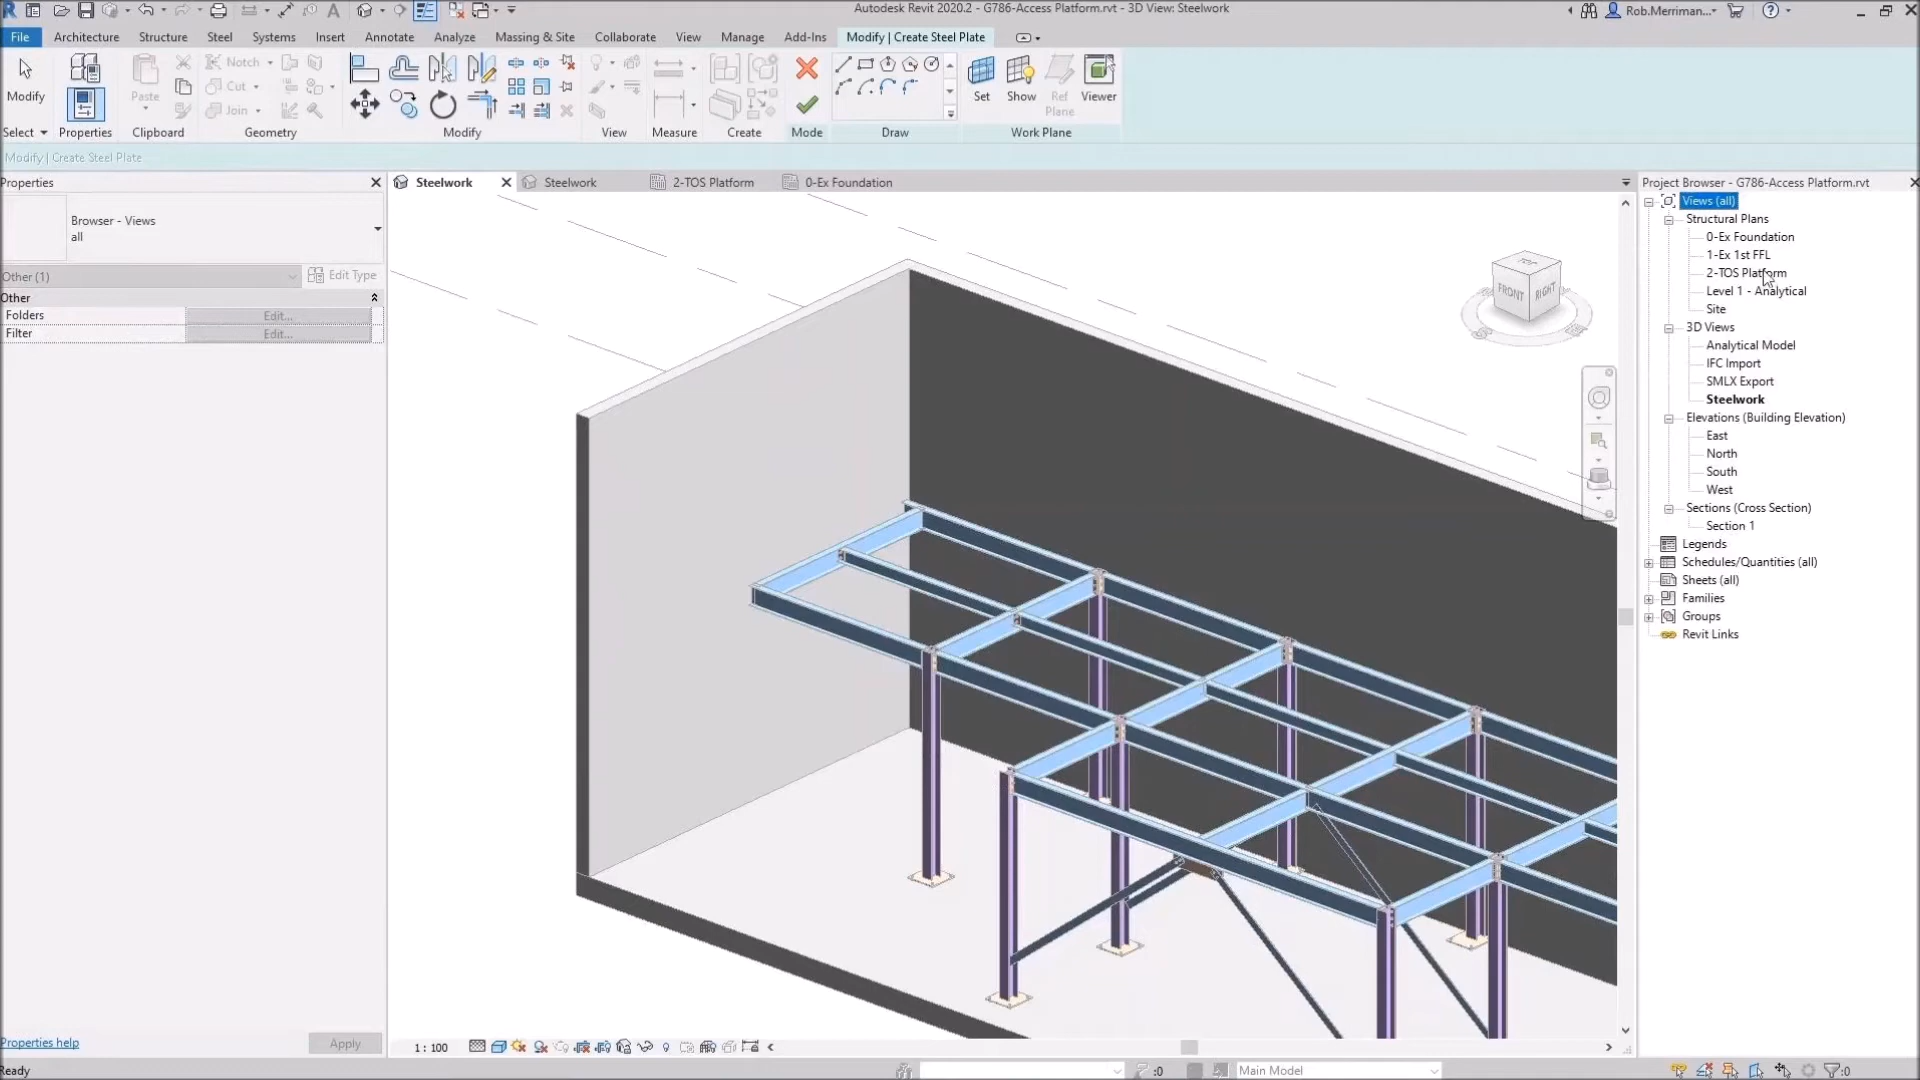 Autodesk Revit 2020.2 - G786-Access Platform.rvt - 3D View: Steelwork
Rob.Merriman...
File Architecture Structure Steel Systems Insert Annotate Analyze Massing & Site Collaborate View Manage Add-Ins Modify | Create Steel Plate
Modify
Paste
Notch
Cut
Join
Set
Show
Ref
Plane
Viewer
Select Properties Clipboard Geometry Modify View Measure Create Mode Draw Work Plane
Modify | Create Steel Plate
Properties
Browser - Views
all
Other (1)
Edit Type
Other
Folders Edit...
Filter Edit...
Properties help
Apply
Ready
Steelwork
Steelwork
2-TOS Platform
0-Ex Foundation
TOP
FRONT
RIGHT
1 : 100
:0
Main Model
:0
Project Browser - G786-Access Platform.rvt
Views (all)
Structural Plans
0-Ex Foundation
1-Ex 1st FFL
2-TOS Platform
Level 1 - Analytical
Site
3D Views
Analytical Model
IFC Import
SMLX Export
Steelwork
Elevations (Building Elevation)
East
North
South
West
Sections (Cross Section)
Section 1
Legends
Schedules/Quantities (all)
Sheets (all)
Families
Groups
Revit Links